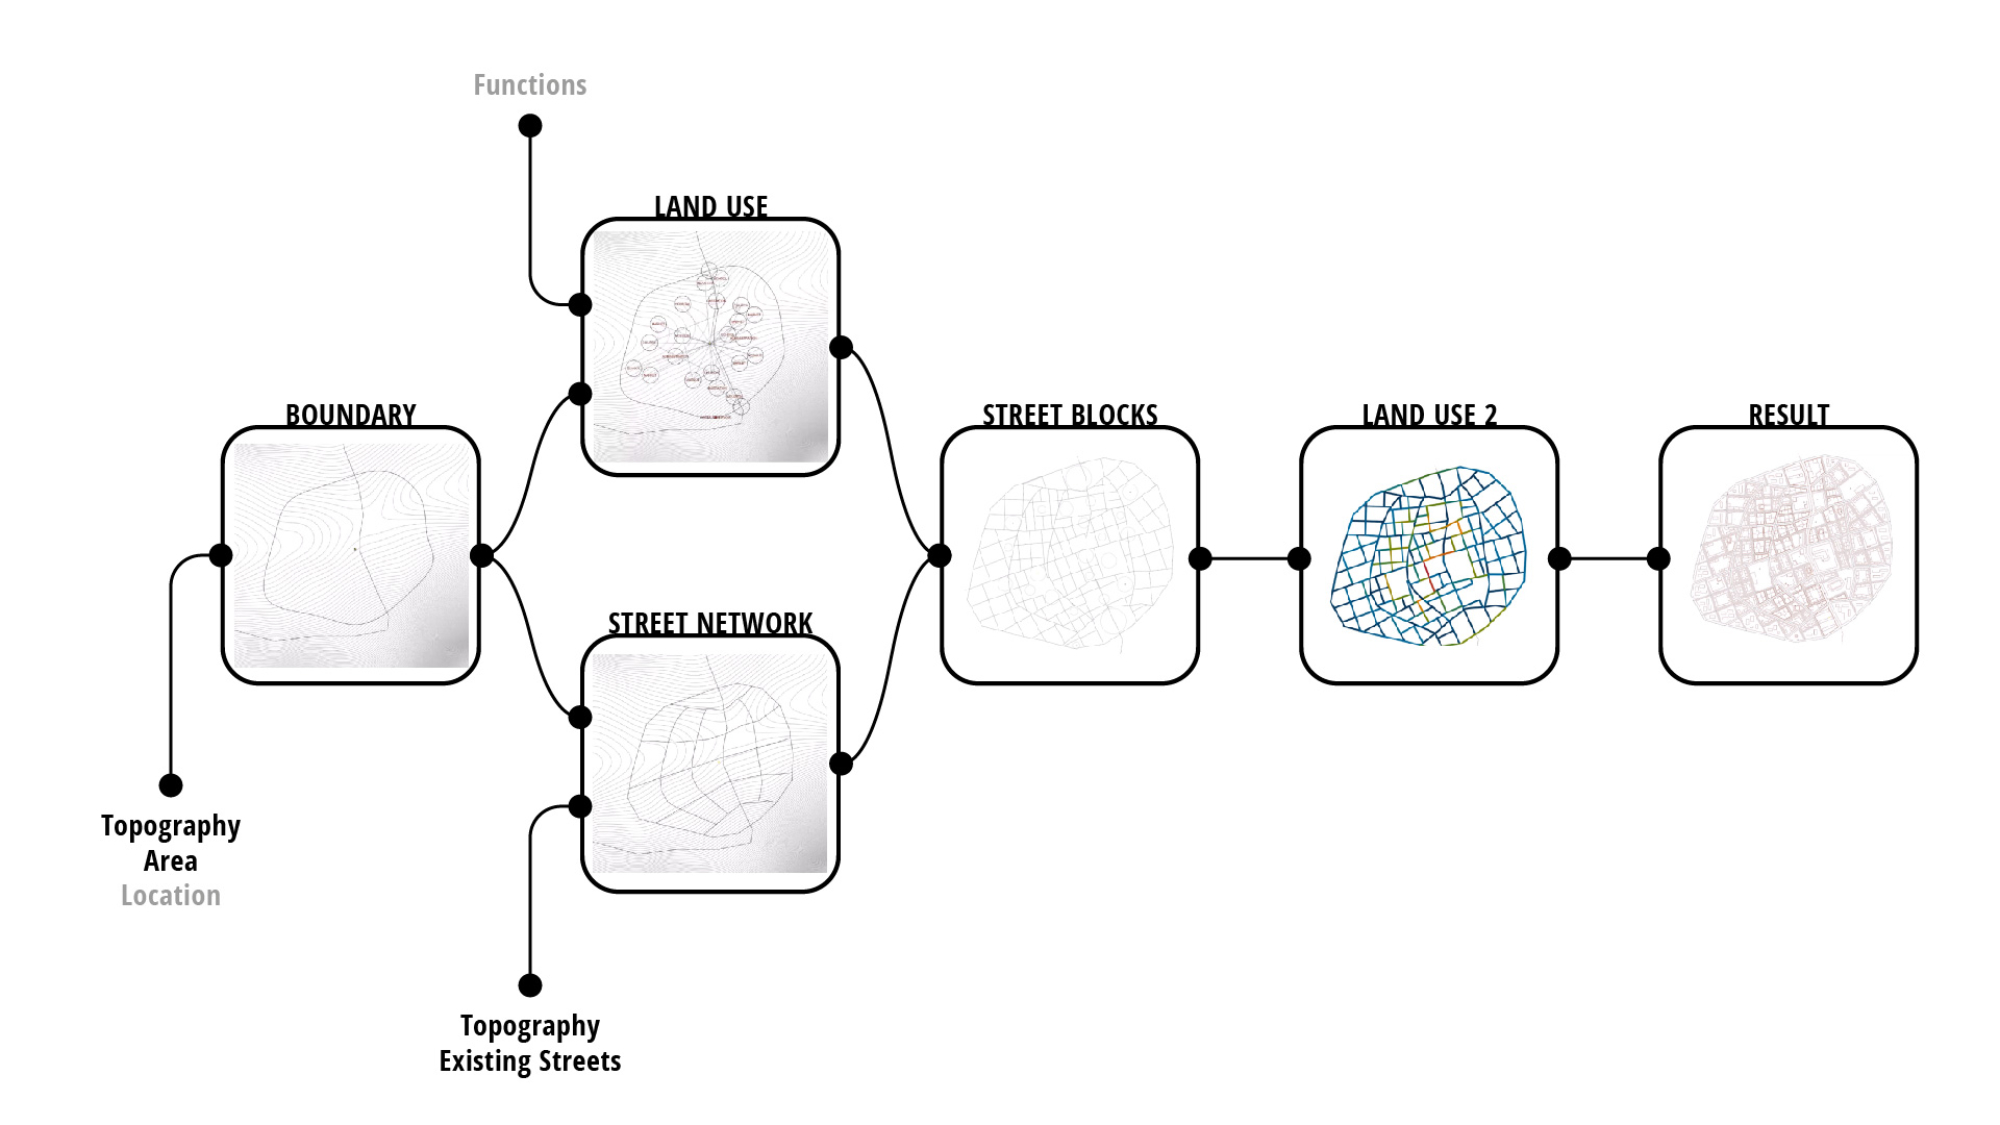 Functions
LAND USE
BOUNDARY
STREET BLOCKS
LAND USE 2
RESULT
STREET NETWORK
Topography
Area
Location
Topography
Existing Streets